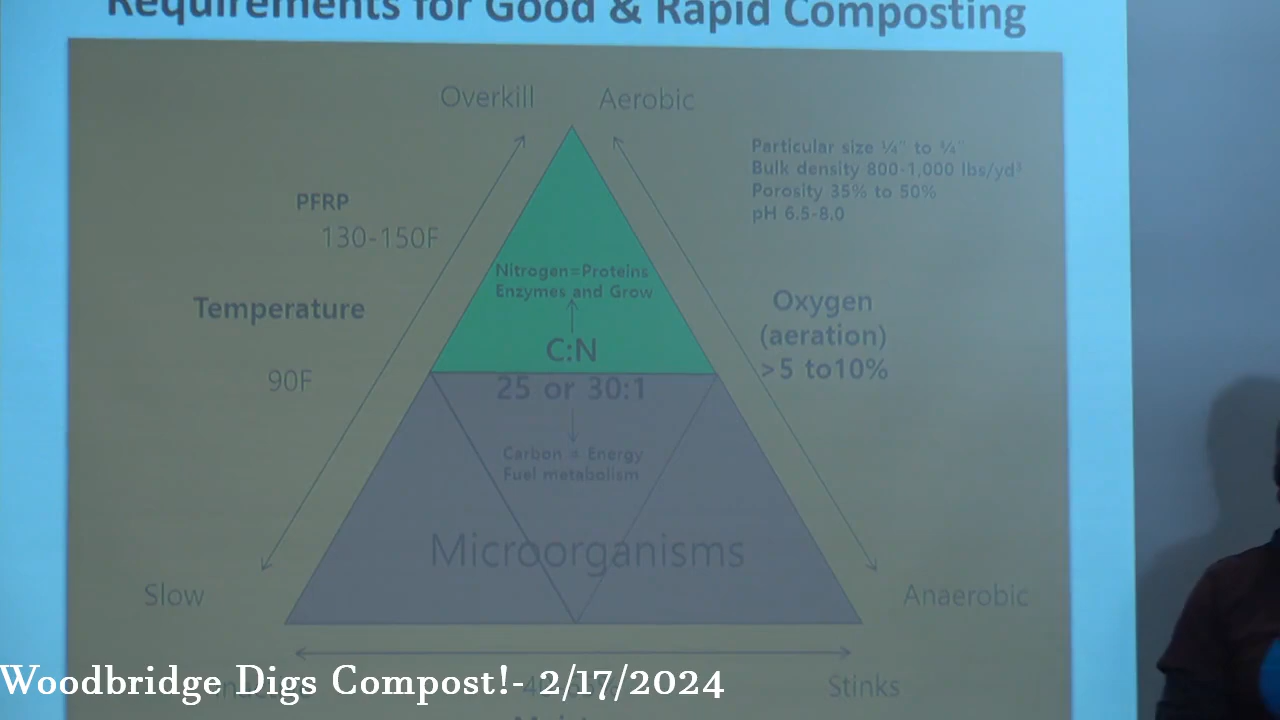 Requirements for Good & Rapid Composting
Overkill
Aerobic
Particular size ¼" to ¾"
Bulk density 800-1,000 lbs/yd³
Porosity 35% to 50%
pH 6.5-8.0
PFRP
130-150F
Nitrogen=Proteins
Enzymes and Grow
Temperature
Oxygen
(aeration)
>5 to10%
C:N
25 or 30:1
90F
Carbon = Energy
Fuel metabolism
Microorganisms
Slow
Anaerobic
Stinks
Woodbridge Digs Compost!- 2/17/2024